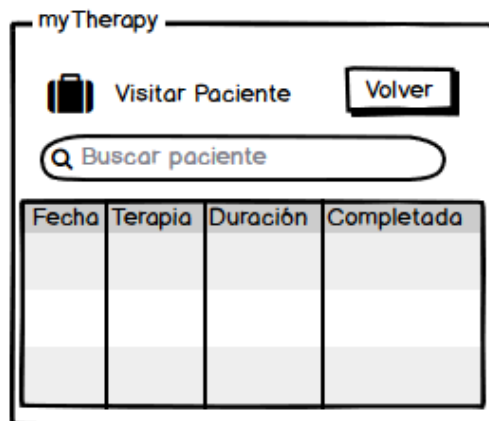 myTherapy
Visitar Paciente Volver
Buscar paciente
Fecha Terapia Duración Completada